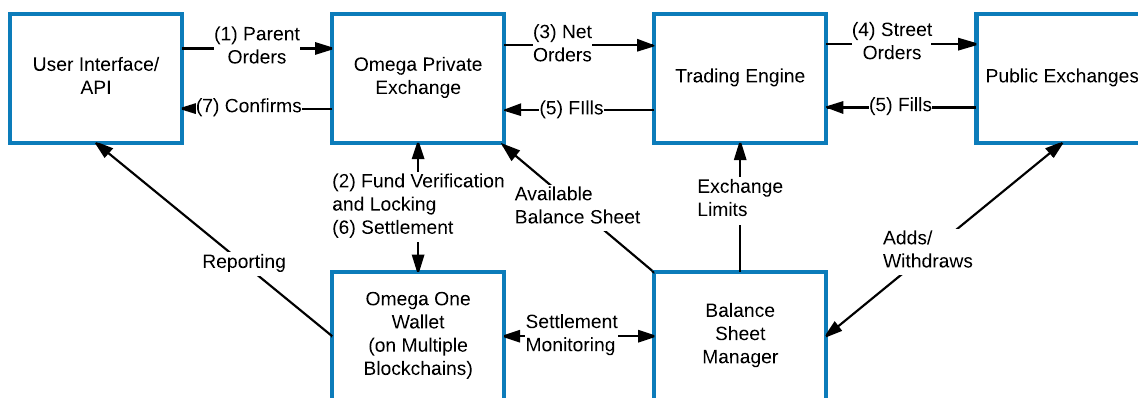 User Interface/
API
(1) Parent
Orders
(7) Confirms
Omega Private
Exchange
(3) Net
Orders
(5) FIlls
Trading Engine
(4) Street
Orders
(5) Fills
Public Exchanges
(2) Fund Verification
and Locking
(6) Settlement
Available
Balance Sheet
Exchange
Limits
Adds/
Withdraws
Reporting
Omega One
Wallet
(on Multiple
Blockchains)
Settlement
Monitoring
Balance
Sheet
Manager